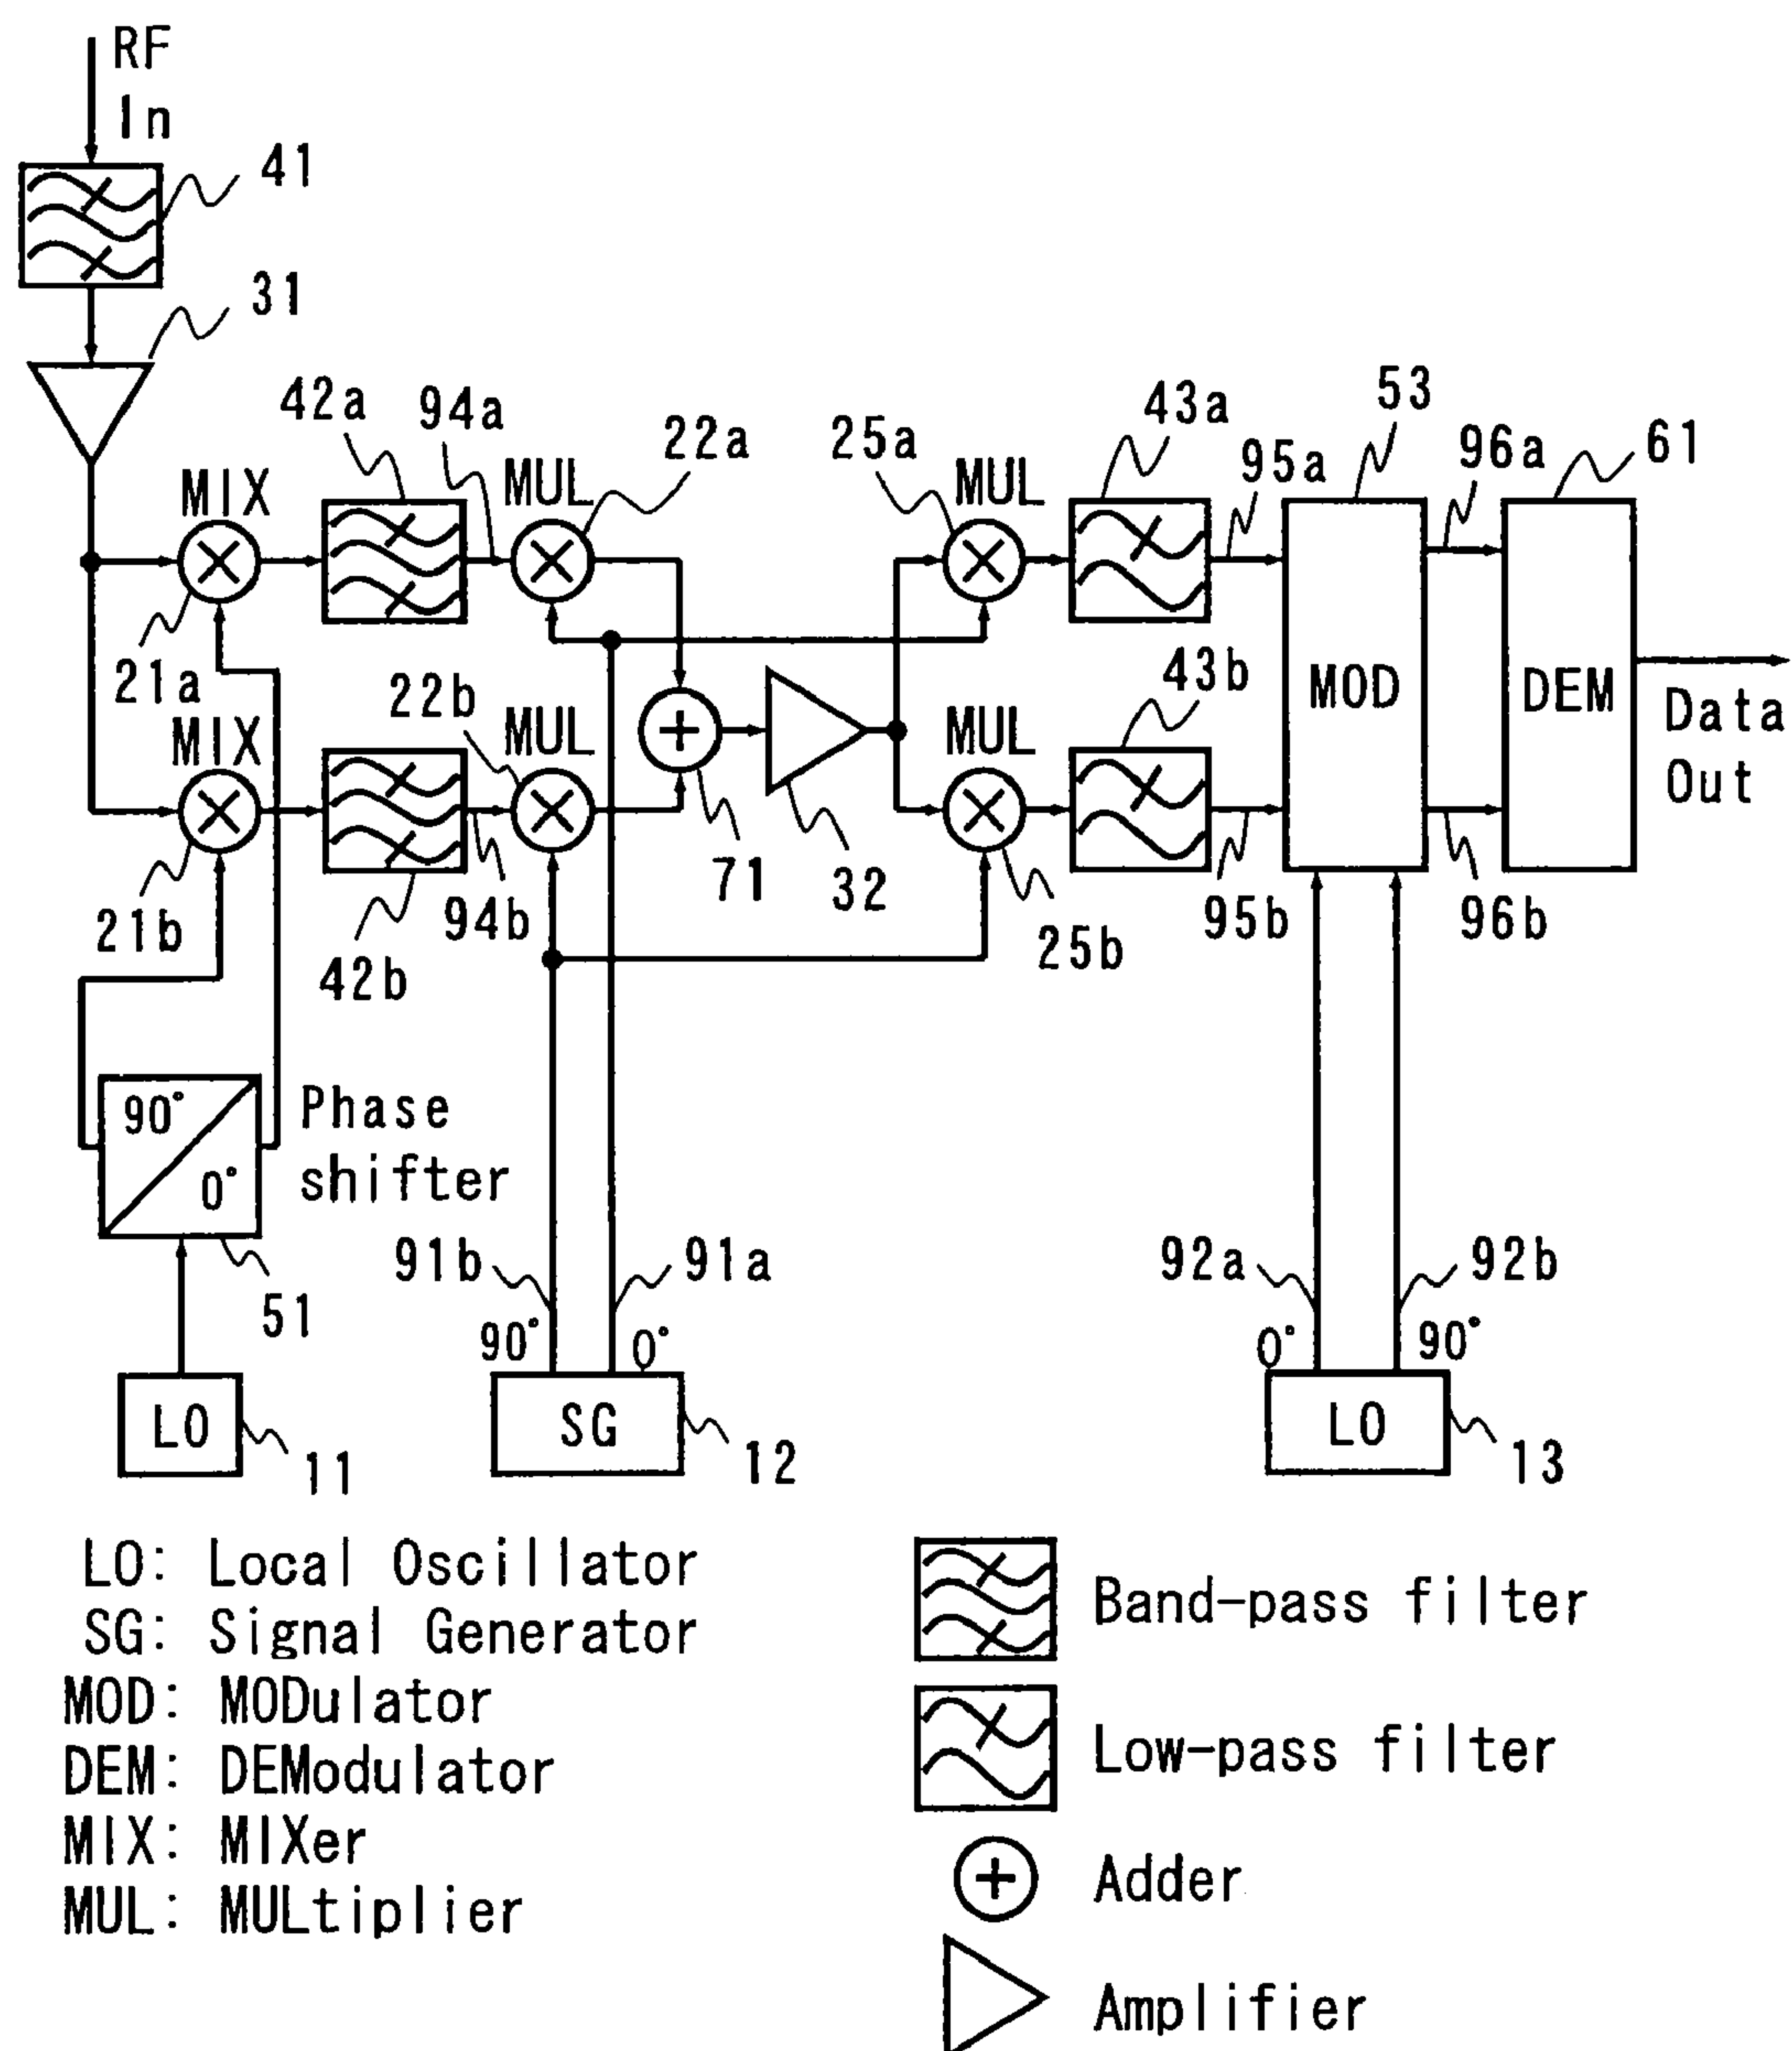 RF
In
41
31
42a
94a
22a
25a
43a
53
96a
61
MIX
MUL
MUL
95a
21a
22b
43b
MIX
MUL
MUL
MOD
DEM
Data
Out
21b
42b
94b
71
32
25b
95b
96b
90°
0°
Phase
shifter
51
91b
91a
92a
92b
90°
0°
0°
90°
LO
11
SG
12
LO
13
LO: Local Oscillator
SG: Signal Generator
MOD: MODulator
DEM: DEModulator
MIX: MIXer
MUL: MULtiplier
Band-pass filter
Low-pass filter
Adder
Amplifier